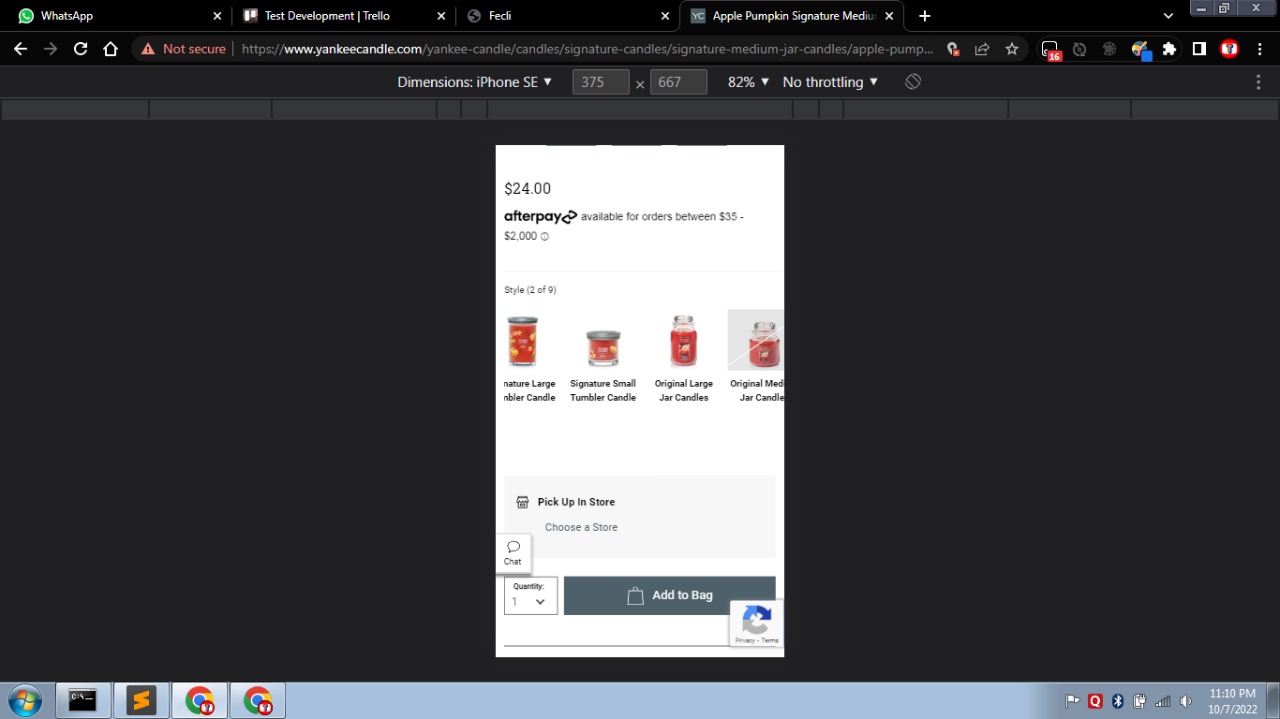 WhatsApp
Test Development | Trello
Fecli
YC
Apple Pumpkin Signature Mediu
Not secure
https://www.yankeecandle.com/yankee-candle/candles/signature-candles/signature-medium-jar-candles/apple-pump...
16
Dimensions: iPhone SE
375 × 667
82%
No throttling
$24.00
afterpay available for orders between $35 -
$2,000
Style (2 of 9)
nature Large
mbler Candle
Signature Small
Tumbler Candle
Original Large
Jar Candles
Original Medi
Jar Candle
Pick Up In Store
Choose a Store
Chat
Quantity:
1
Add to Bag
Privacy - Terms
11:10 PM
10/7/2022